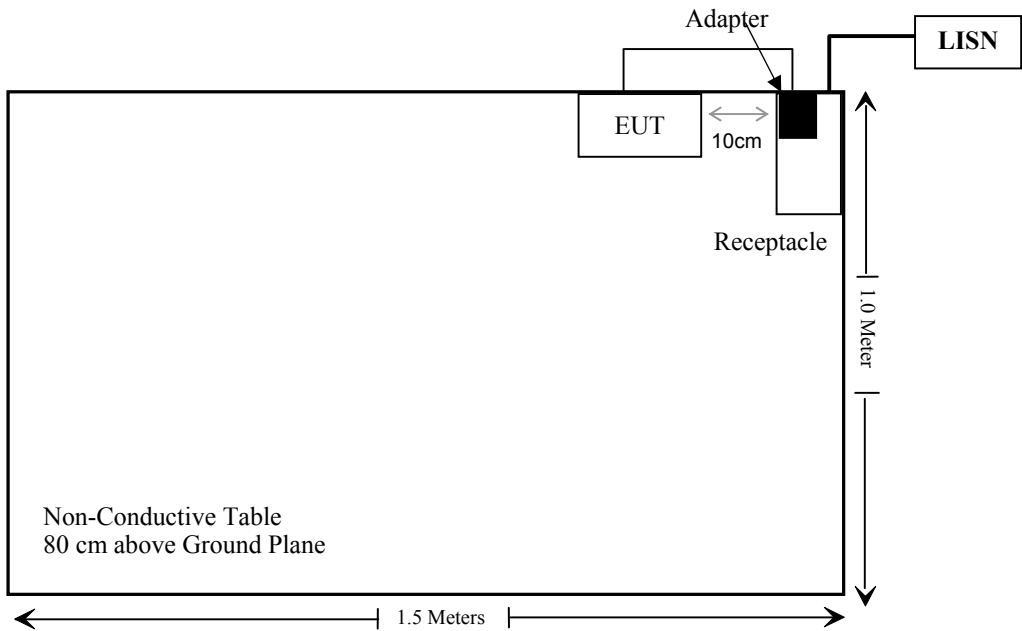 Adapter
LISN
EUT
10cm
Receptacle
1.0 Meter
Non-Conductive Table
80 cm above Ground Plane
1.5 Meters